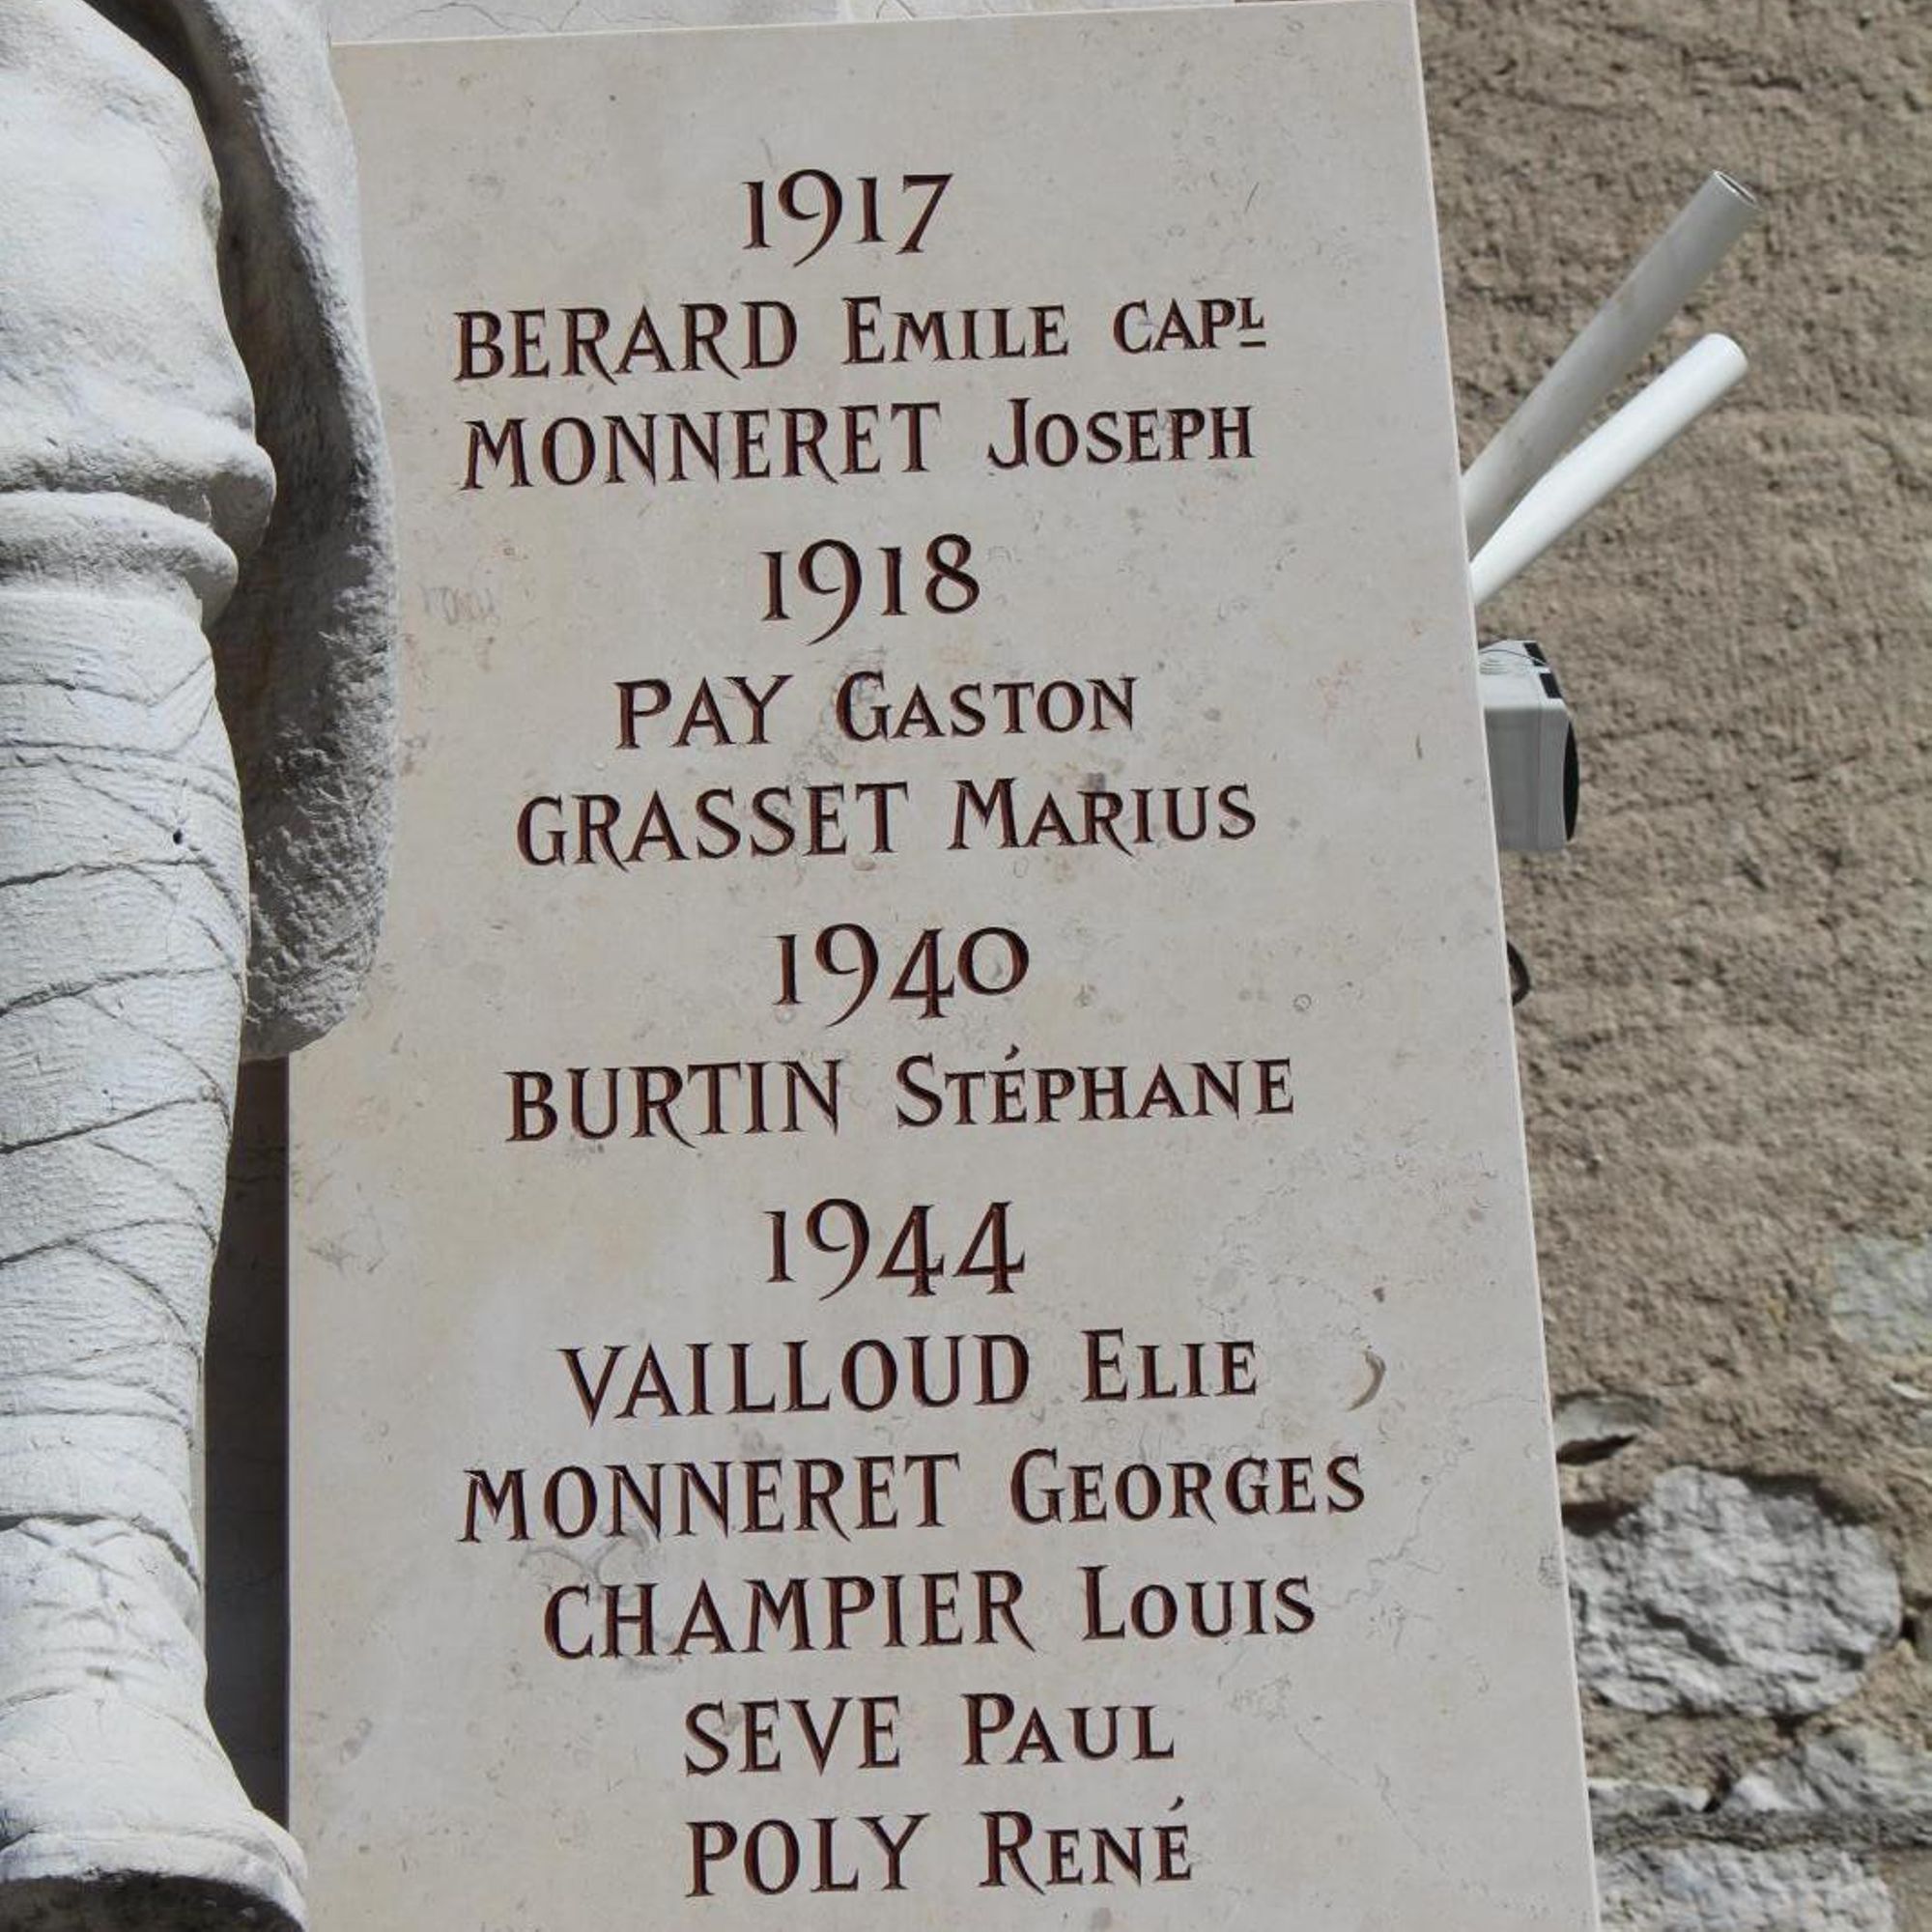 1917
BERARD EMILE CAPL
MONNERET JOSEPH
1918
PAY GASTON
GRASSET MARIUS
1940
BURTIN STÉPHANE
1944
VAILLOUD ELIE
MONNERET GEORGES
CHAMPIER LOUIS
SEVE PAUL
POLY RENÉ